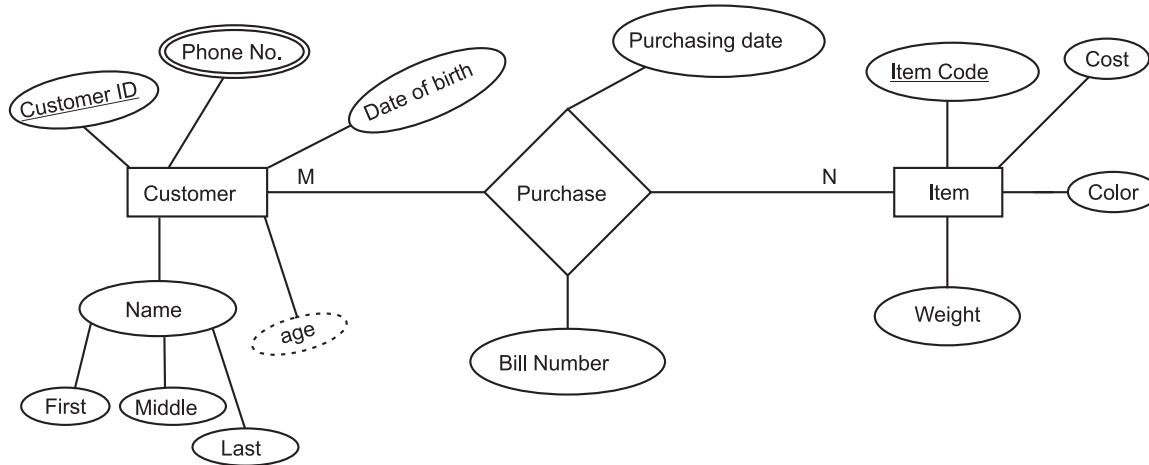 Phone No.
Purchasing date
Customer ID
Date of birth
Item Code
Cost
Customer
M
Purchase
N
Item
Color
Name
age
Weight
Bill Number
First
Middle
Last